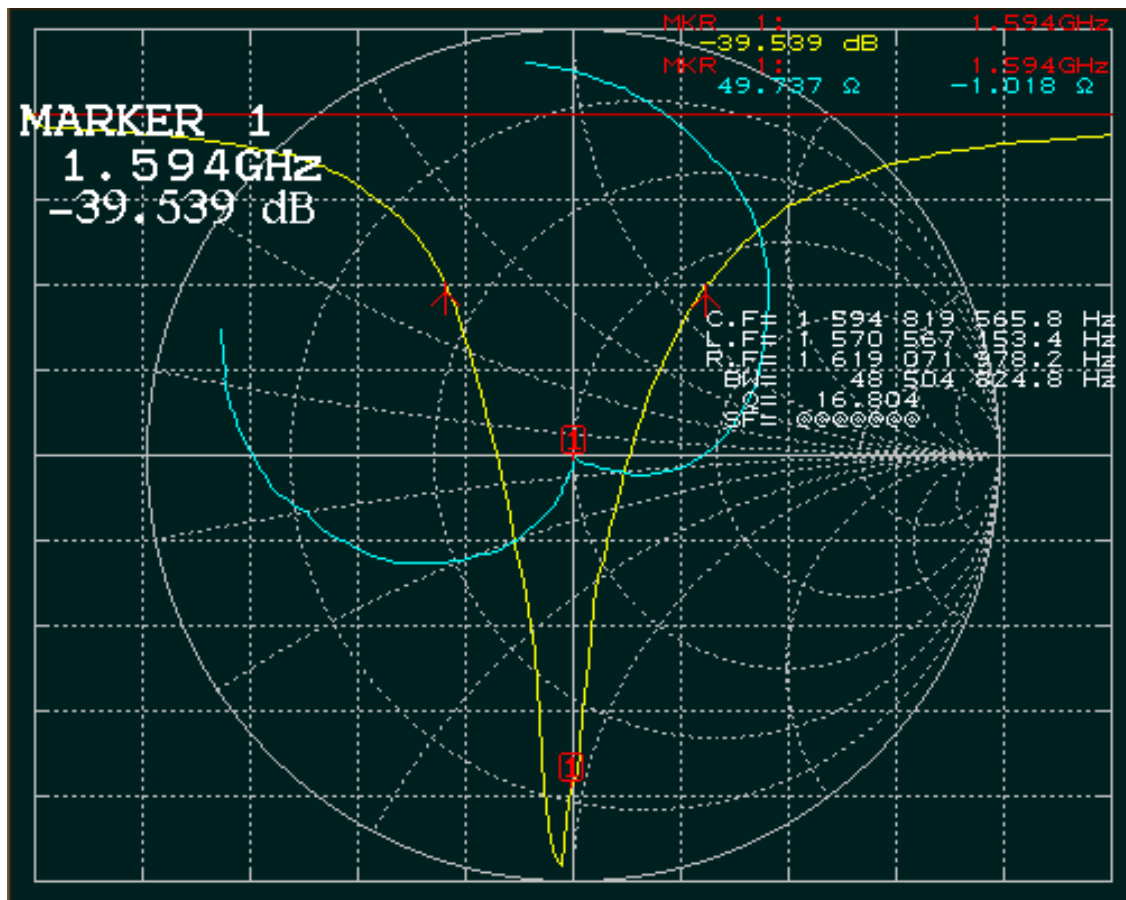 MKR 1: 1.594GHz
-39.539 dB
MKR 1: 1.594GHz
49.737 Ω -1.018 Ω
MARKER 1
1.594GHz
-39.539 dB
C.F= 1 594 819 565.8 Hz
L.F= 1 570 567 153.4 Hz
R.F= 1 619 071 978.2 Hz
BW= 48 504 824.8 Hz
Q= 16.804
SF= @@@@@@@
1
1